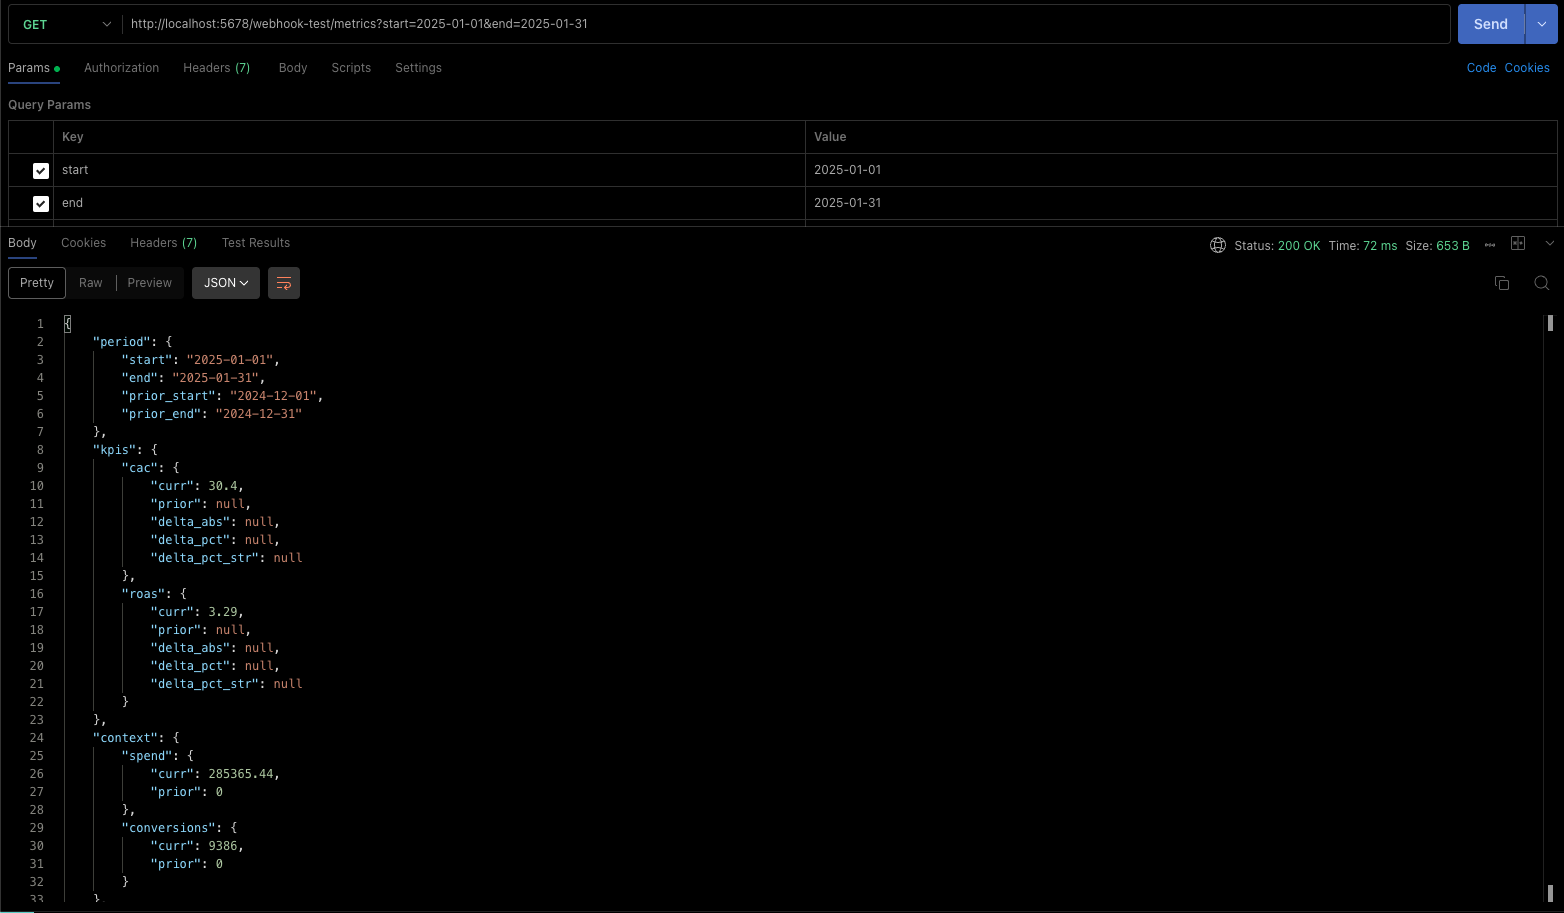 GET http://localhost:5678/webhook-test/metrics?start=2025-01-01&end=2025-01-31 Send
Params Authorization Headers (7) Body Scripts Settings Code Cookies
Query Params
Key Value
start 2025-01-01
end 2025-01-31
Body Cookies Headers (7) Test Results Status: 200 OK Time: 72 ms Size: 653 B
Pretty Raw Preview JSON
1 {
2 "period": {
3 "start": "2025-01-01",
4 "end": "2025-01-31",
5 "prior_start": "2024-12-01",
6 "prior_end": "2024-12-31"
7 },
8 "kpis": {
9 "cac": {
10 "curr": 30.4,
11 "prior": null,
12 "delta_abs": null,
13 "delta_pct": null,
14 "delta_pct_str": null
15 },
16 "roas": {
17 "curr": 3.29,
18 "prior": null,
19 "delta_abs": null,
20 "delta_pct": null,
21 "delta_pct_str": null
22 }
23 },
24 "context": {
25 "spend": {
26 "curr": 285365.44,
27 "prior": 0
28 },
29 "conversions": {
30 "curr": 9386,
31 "prior": 0
32 }
33 }